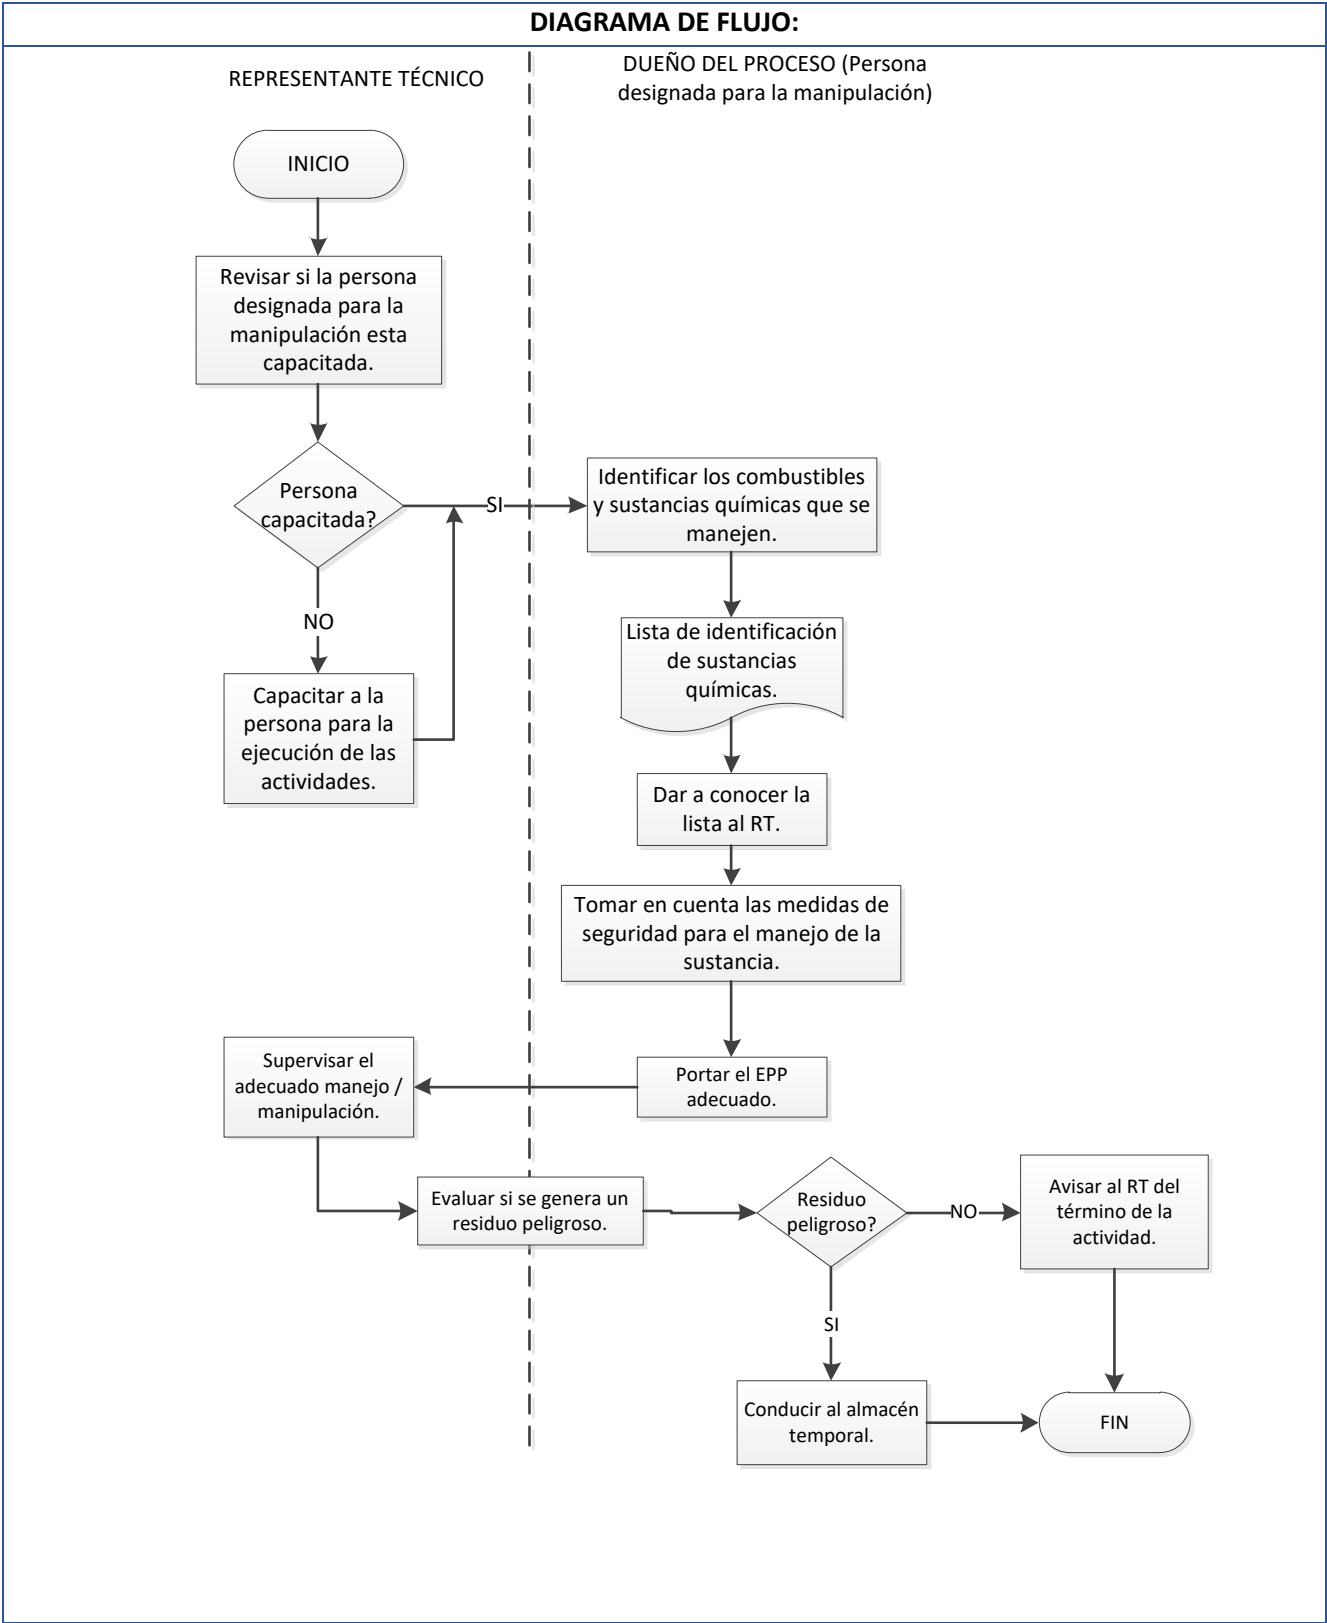 DIAGRAMA DE FLUJO:
REPRESENTANTE TÉCNICO
DUEÑO DEL PROCESO (Persona
designada para la manipulación)
INICIO
Revisar si la persona
designada para la
manipulación esta
capacitada.
Persona
capacitada?
SI
NO
Capacitar a la
persona para la
ejecución de las
actividades.
Identificar los combustibles
y sustancias químicas que se
manejen.
Lista de identificación
de sustancias
químicas.
Dar a conocer la
lista al RT.
Tomar en cuenta las medidas de
seguridad para el manejo de la
sustancia.
Portar el EPP
adecuado.
Supervisar el
adecuado manejo /
manipulación.
Evaluar si se genera un
residuo peligroso.
Residuo
peligroso?
NO
Avisar al RT del
término de la
actividad.
SI
Conducir al almacén
temporal.
FIN